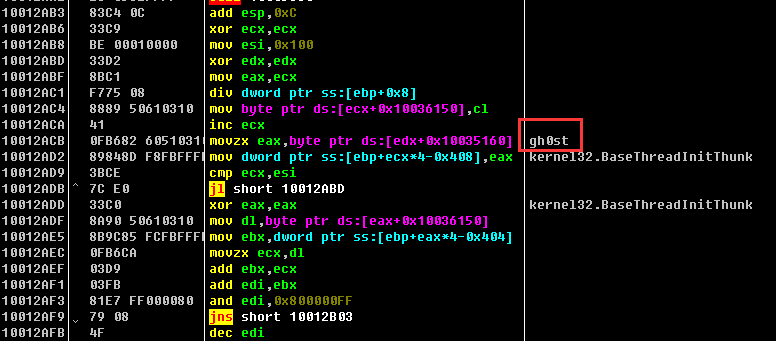 10012AB3 83C4 0C add esp,0xC
10012AB6 33C9 xor ecx,ecx
10012AB8 BE 00010000 mov esi,0x100
10012ABD 33D2 xor edx,edx
10012ABF 8BC1 mov eax,ecx
10012AC1 F775 08 div dword ptr ss:[ebp+0x8]
10012AC4 8889 50610310 mov byte ptr ds:[ecx+0x10036150],cl
10012ACA 41 inc ecx
10012ACB 0FB682 60510310 movzx eax,byte ptr ds:[edx+0x10035160] gh0st
10012AD2 89848D F8FBFFFF mov dword ptr ss:[ebp+ecx*4-0x408],eax kernel32.BaseThreadInitThunk
10012AD9 3BCE cmp ecx,esi
10012ADB ^ 7C E0 jl short 10012ABD
10012ADD 33C0 xor eax,eax kernel32.BaseThreadInitThunk
10012ADF 8A90 50610310 mov dl,byte ptr ds:[eax+0x10036150]
10012AE5 8B9C85 FCFBFFFF mov ebx,dword ptr ss:[ebp+eax*4-0x404]
10012AEC 0FB6CA movzx ecx,dl
10012AEF 03D9 add ebx,ecx
10012AF1 03FB add edi,ebx
10012AF3 81E7 FF000080 and edi,0x800000FF
10012AF9 79 08 jns short 10012B03
10012AFB 4F dec edi